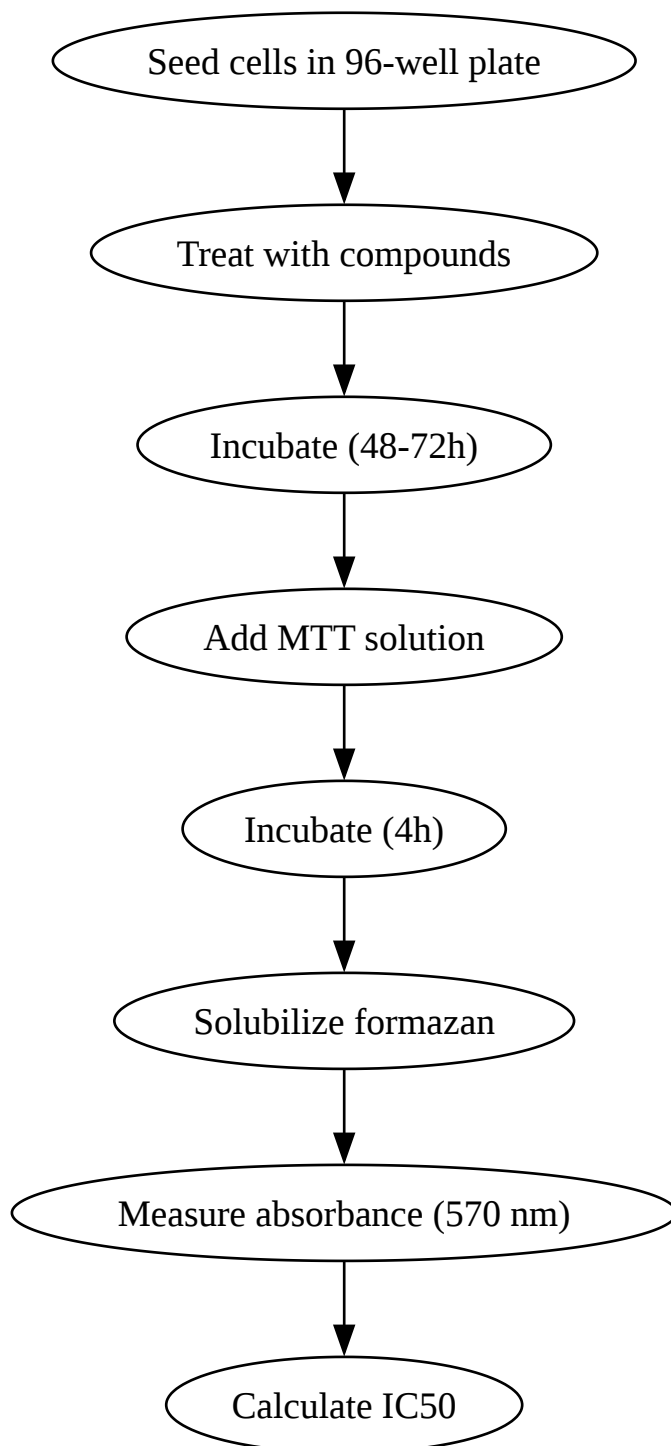 Seed cells in 96-well plate
Treat with compounds
Incubate (48-72h)
Add MTT solution
Incubate (4h)
Solubilize formazan
Measure absorbance (570 nm)
Calculate IC50